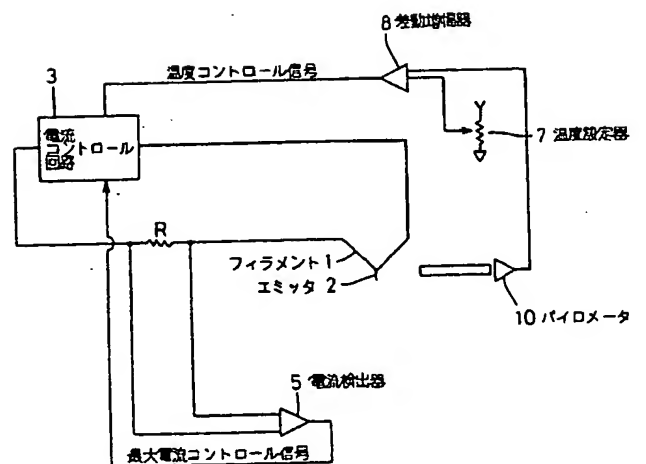 8 差動増幅器
3
温度コントロール信号
電流
コントロール
回路
7 温度設定器
R
フィラメント 1
エミッタ 2
10 パイロメータ
5 電流検出器
最大電流コントロール信号